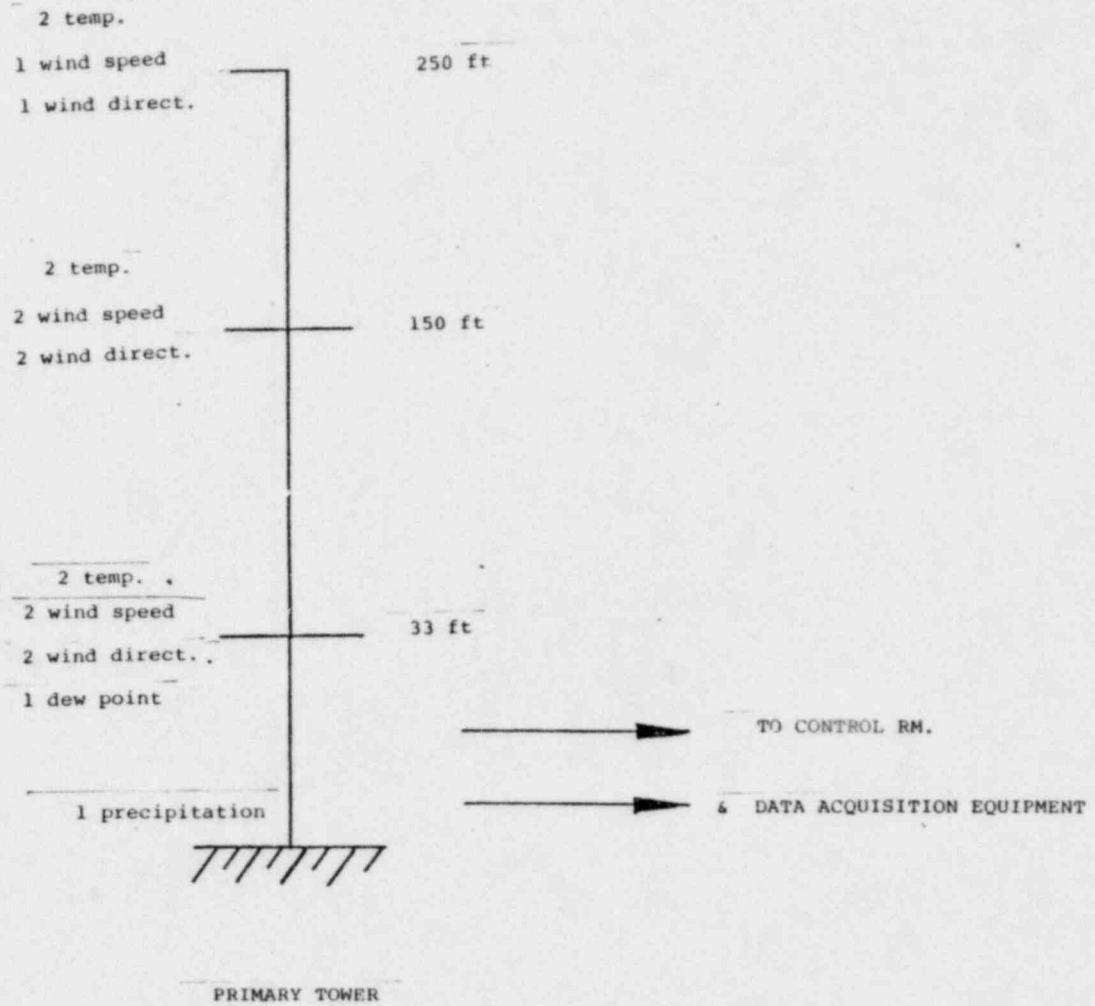 2 temp.
1 wind speed
250 ft
1 wind direct.
2 temp.
2 wind speed
150 ft
2 wind direct.
2 temp.
2 wind speed
33 ft
2 wind direct.
1 dew point
TO CONTROL RM.
1 precipitation
& DATA ACQUISITION EQUIPMENT
PRIMARY TOWER